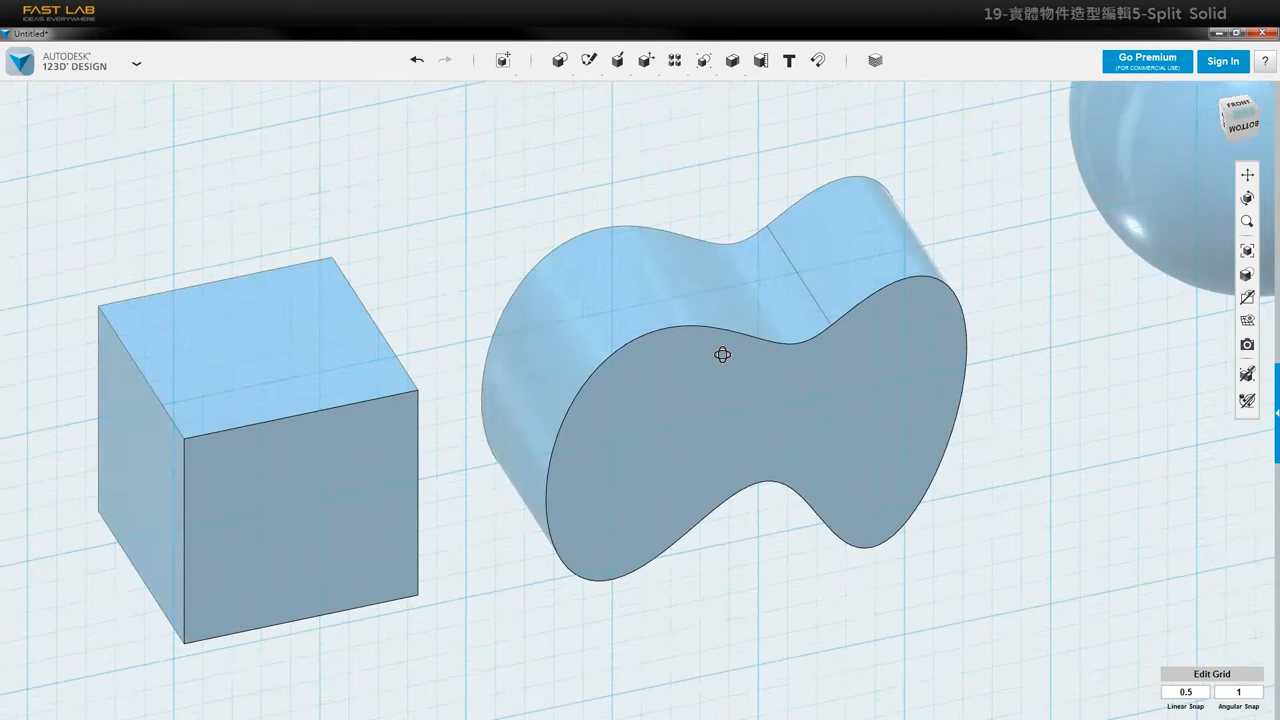 FAST LAB
IDEAS EVERYWHERE
19-實體物件造型編輯5-Split Solid
Untitled*
AUTODESK®
123D® DESIGN
Go Premium
(FOR COMMERCIAL USE)
Sign In
?
T
FRONT
BOTTOM
Edit Grid
0.5
1
Linear Snap
Angular Snap